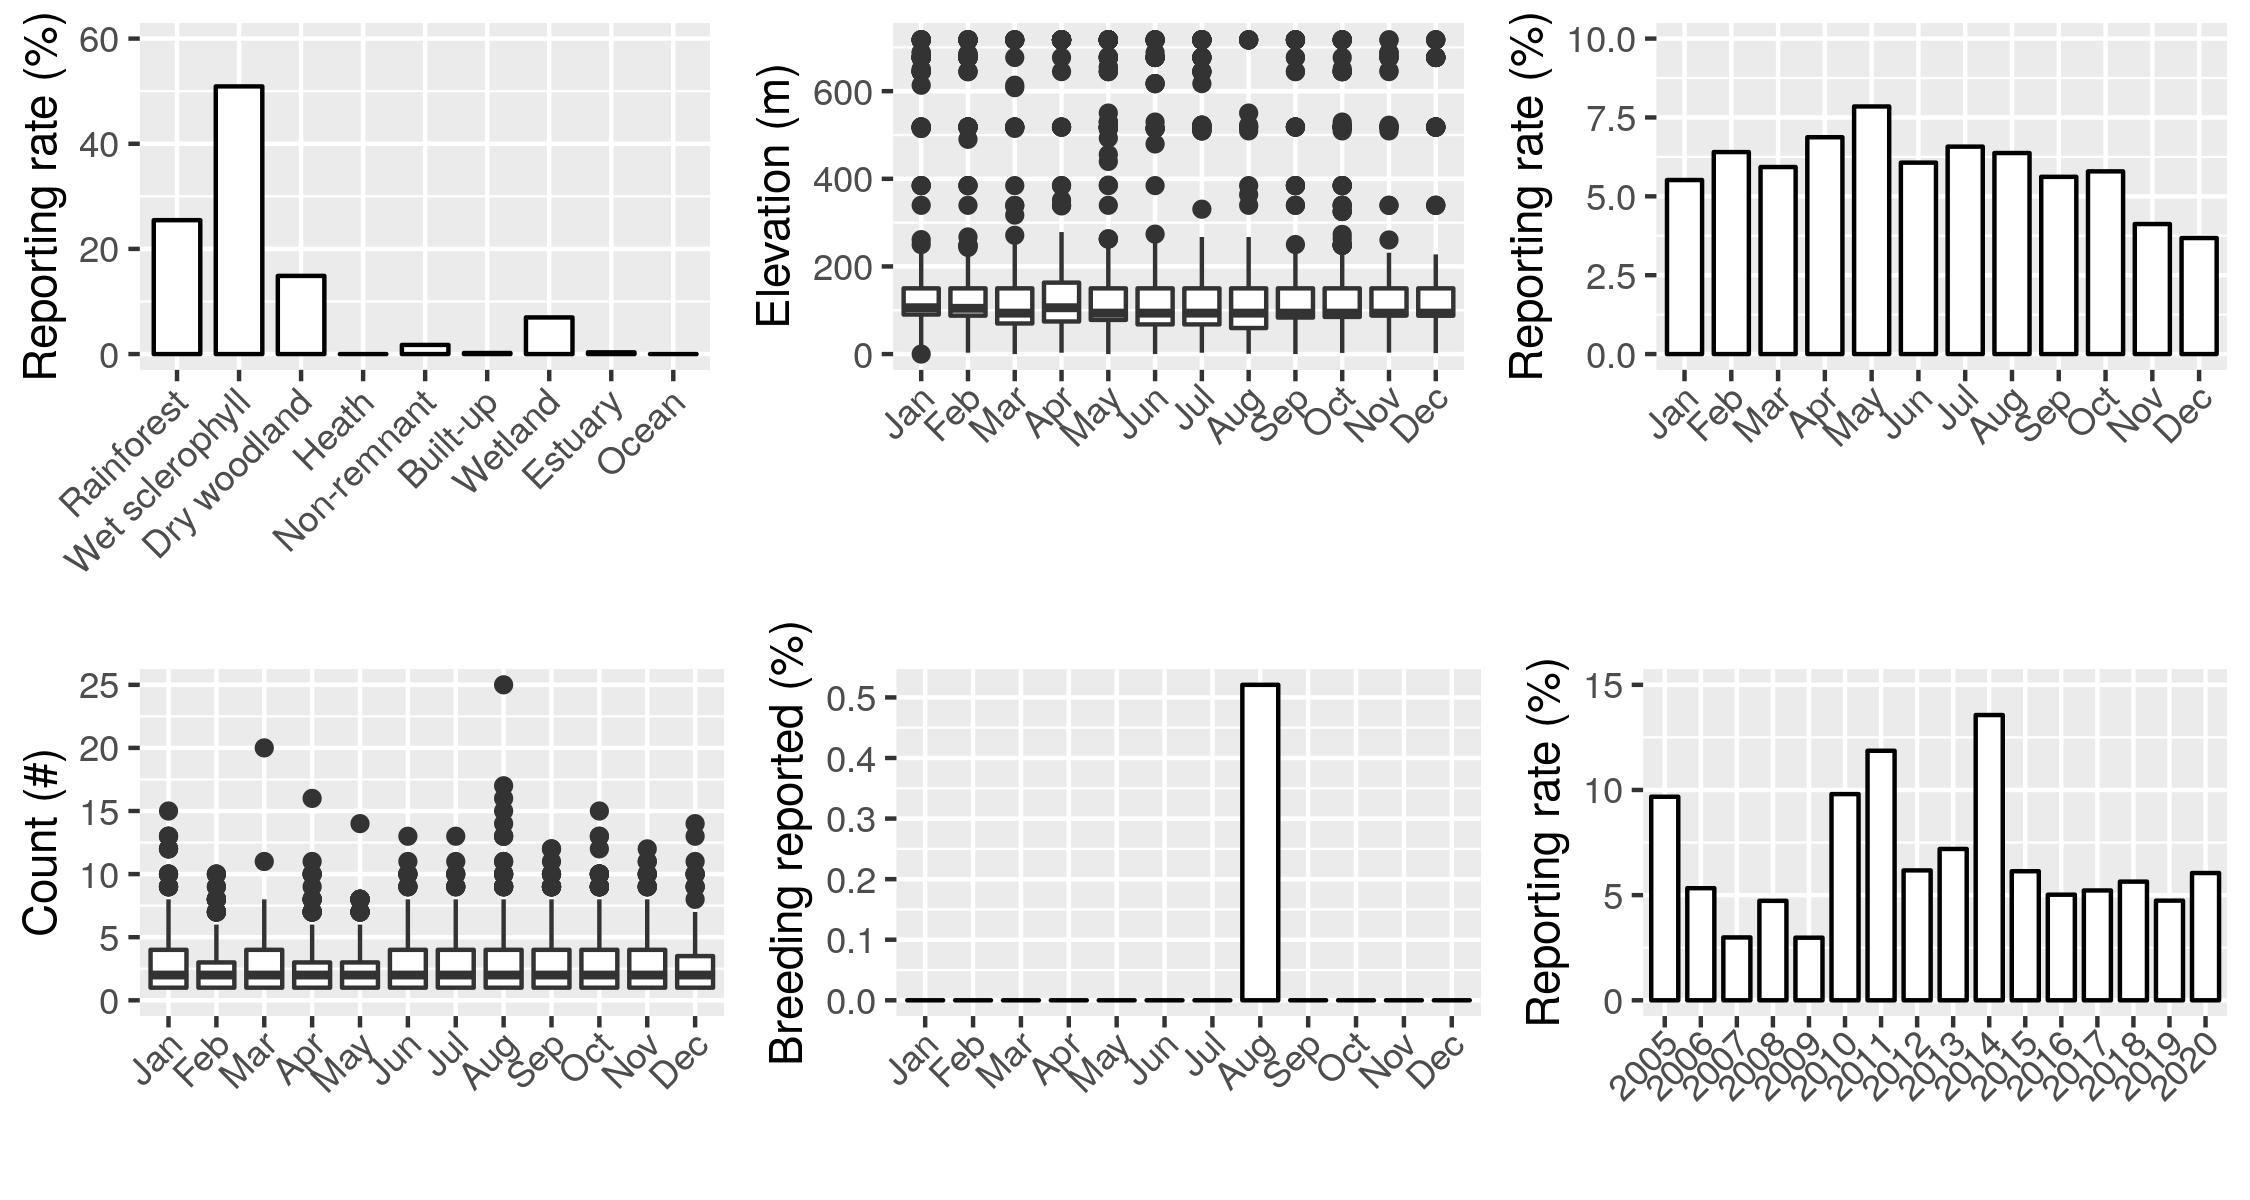 Reporting rate (%)
60
40
20
0
Rainforest
Wet sclerophyll
Dry woodland
Heath
Non-remnant
Built-up
Wetland
Estuary
Ocean
Elevation (m)
600
400
200
0
Jan
Feb
Mar
Apr
May
Jun
Jul
Aug
Sep
Oct
Nov
Dec
Reporting rate (%)
10.0
7.5
5.0
2.5
0.0
Jan
Feb
Mar
Apr
May
Jun
Jul
Aug
Sep
Oct
Nov
Dec
Count (#)
25
20
15
10
5
0
Jan
Feb
Mar
Apr
May
Jun
Jul
Aug
Sep
Oct
Nov
Dec
Breeding reported (%)
0.5
0.4
0.3
0.2
0.1
0.0
Jan
Feb
Mar
Apr
May
Jun
Jul
Aug
Sep
Oct
Nov
Dec
Reporting rate (%)
15
10
5
0
2005
2006
2007
2008
2009
2010
2011
2012
2013
2014
2015
2016
2017
2018
2019
2020